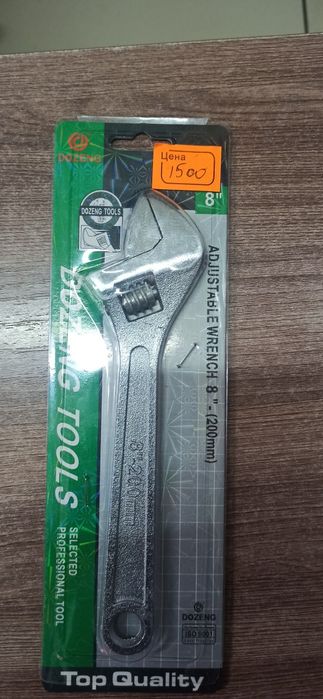 DOZENG
Цена
1500
8"
DOZENG TOOLS
ADJUSTABLE WRENCH 8" - (200mm)
DOZENG TOOLS
SELECTED
PROFESSIONAL TOOL
8"-200mm
DOZENG
ISO 9001
Top Quality